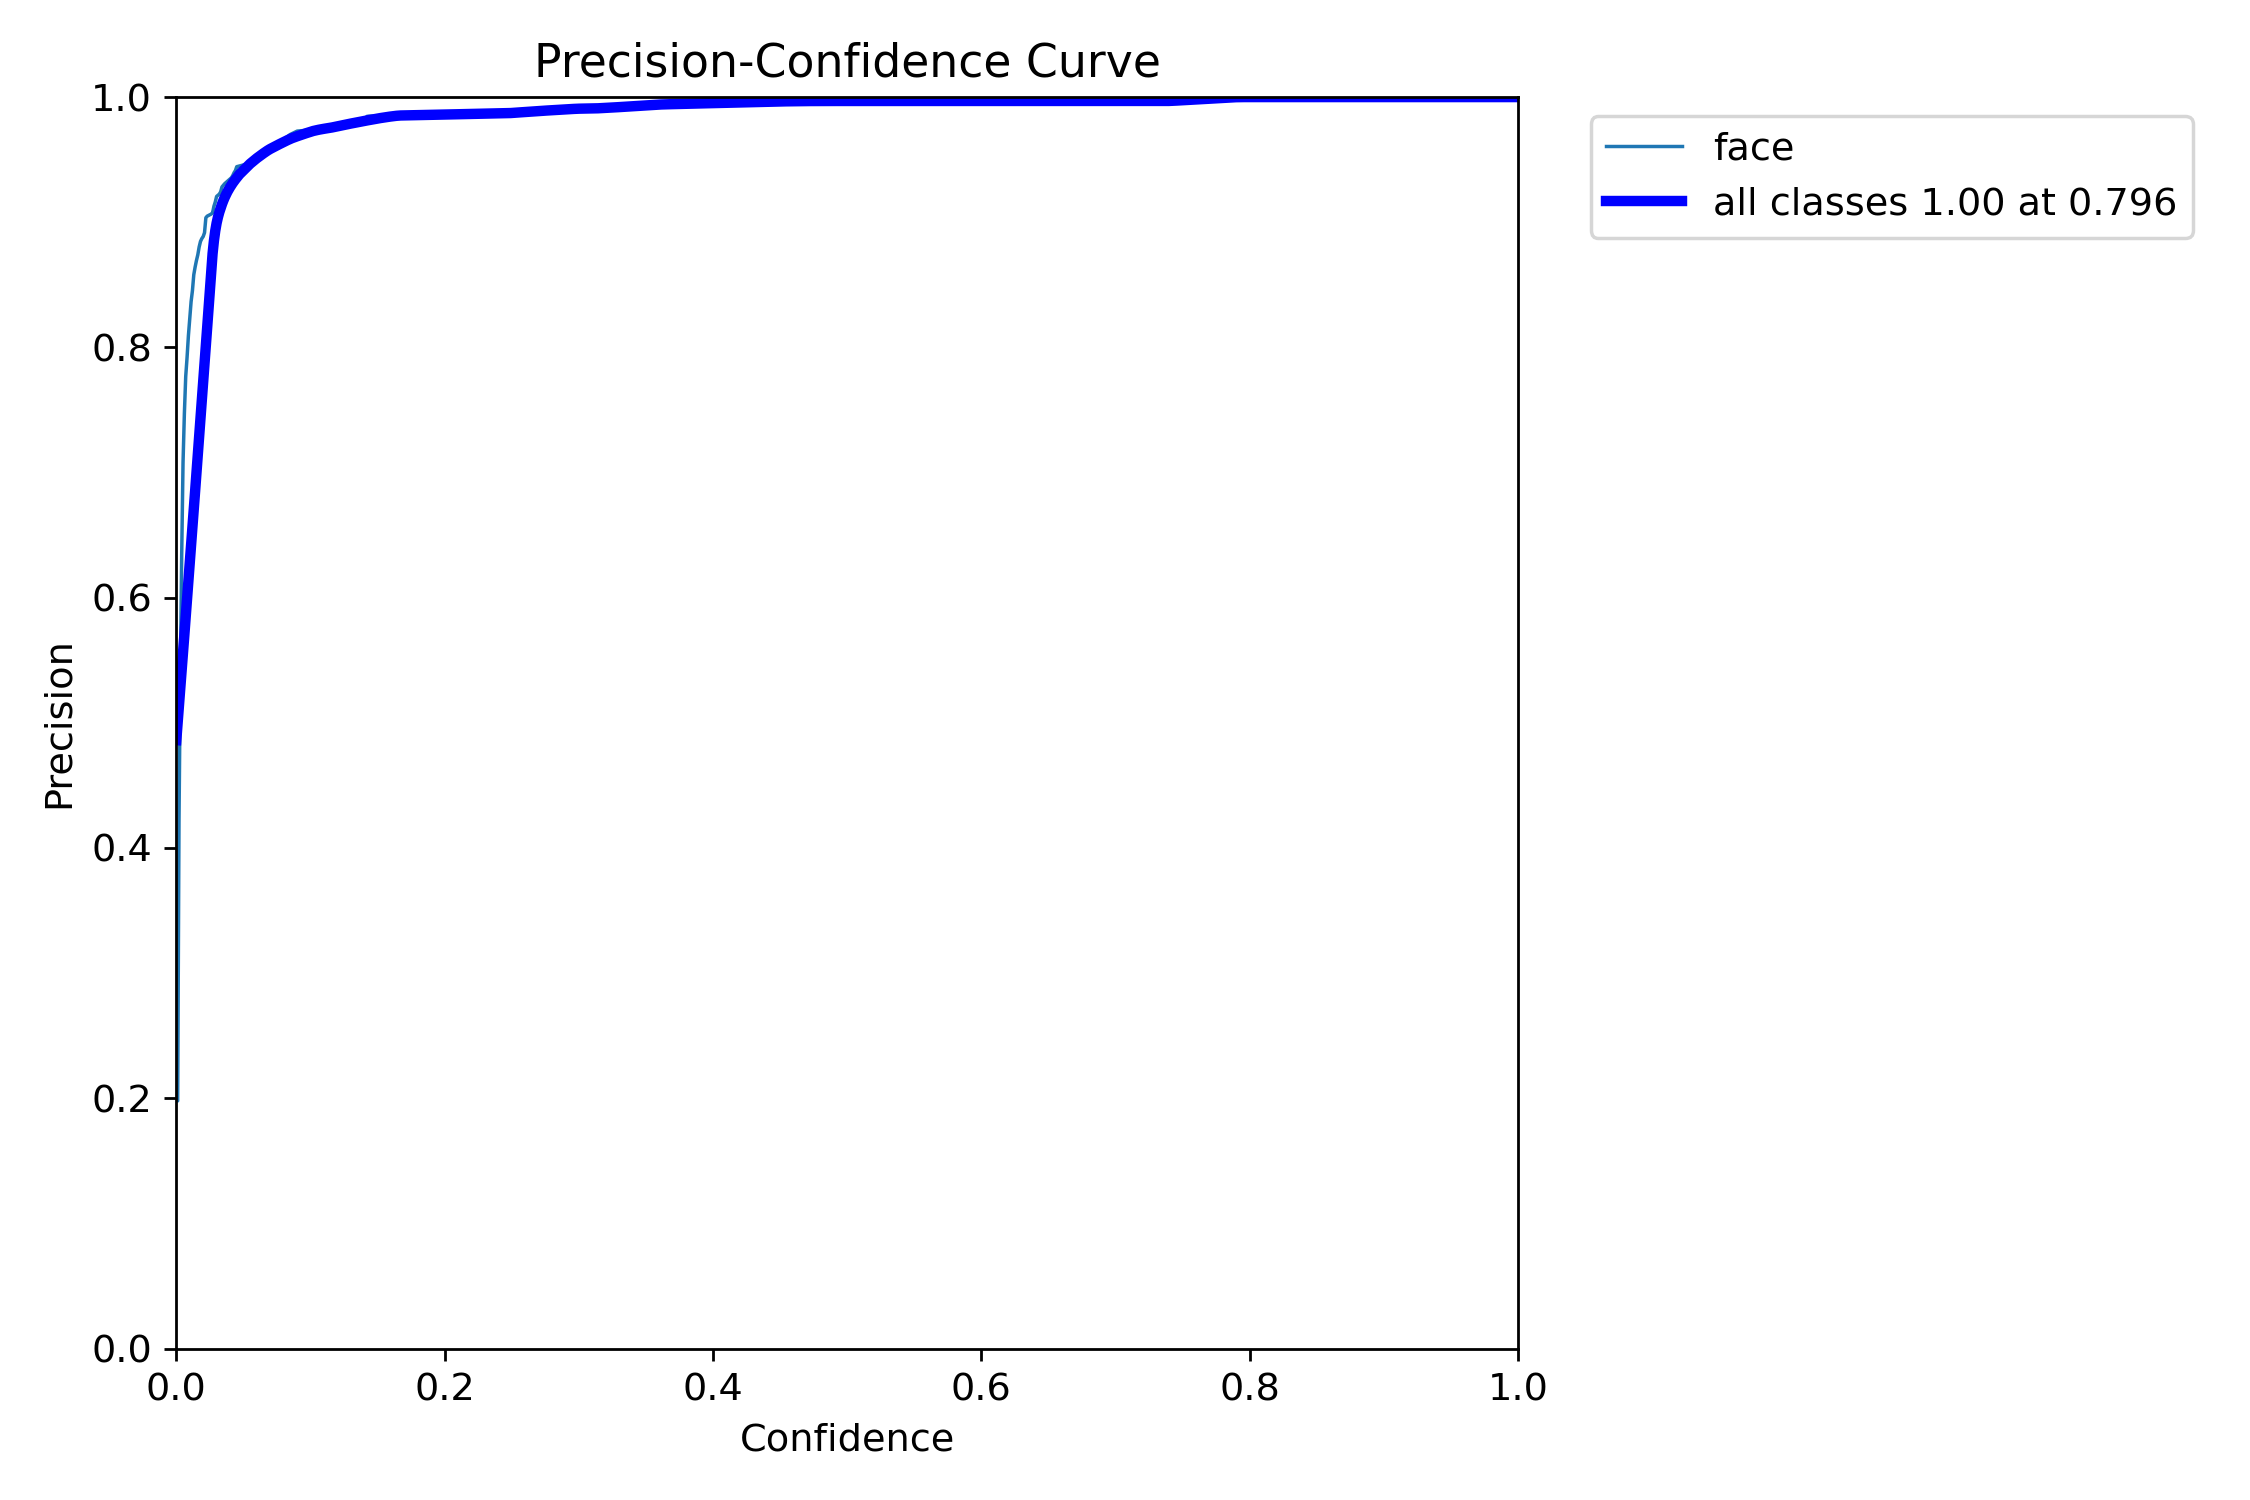 Precision-Confidence Curve
1.0
0.8
0.6
0.4
0.2
0.0
Precision
0.0 0.2 0.4 0.6 0.8 1.0
Confidence
face
all classes 1.00 at 0.796